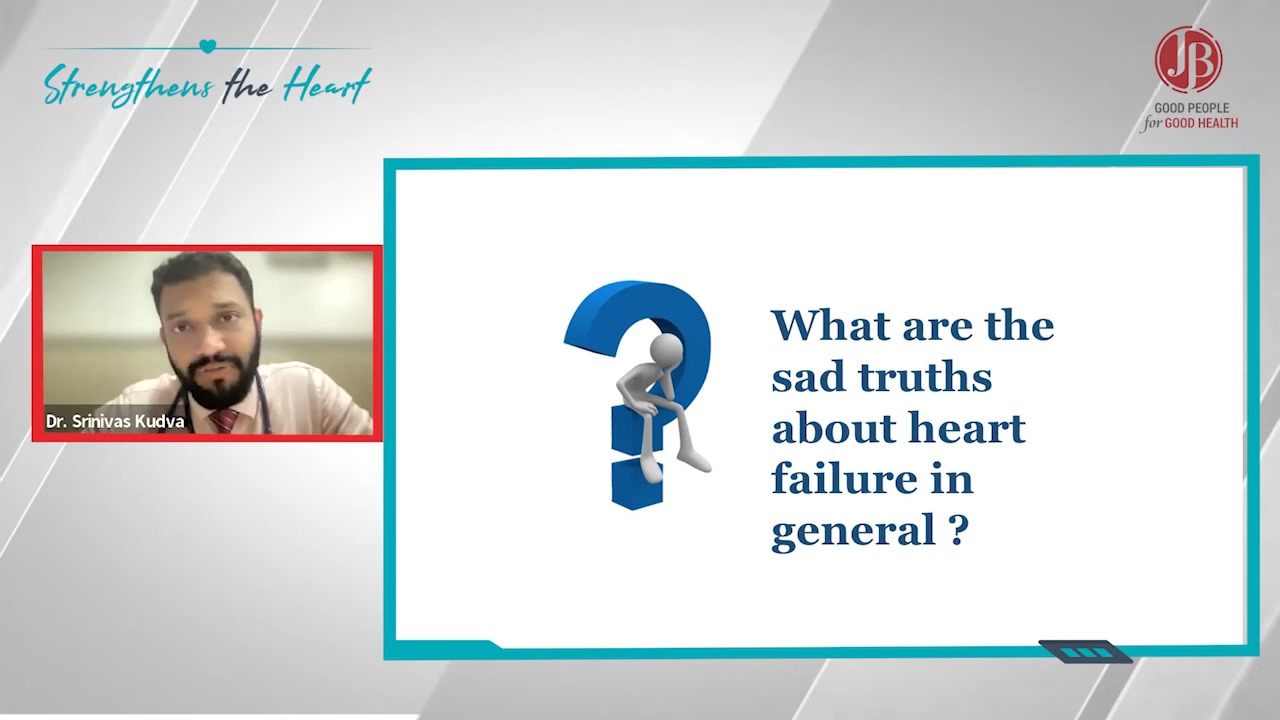 Strengthens the Heart
JB
GOOD PEOPLE
for GOOD HEALTH
Dr. Srinivas Kudva
What are the
sad truths
about heart
failure in
general ?